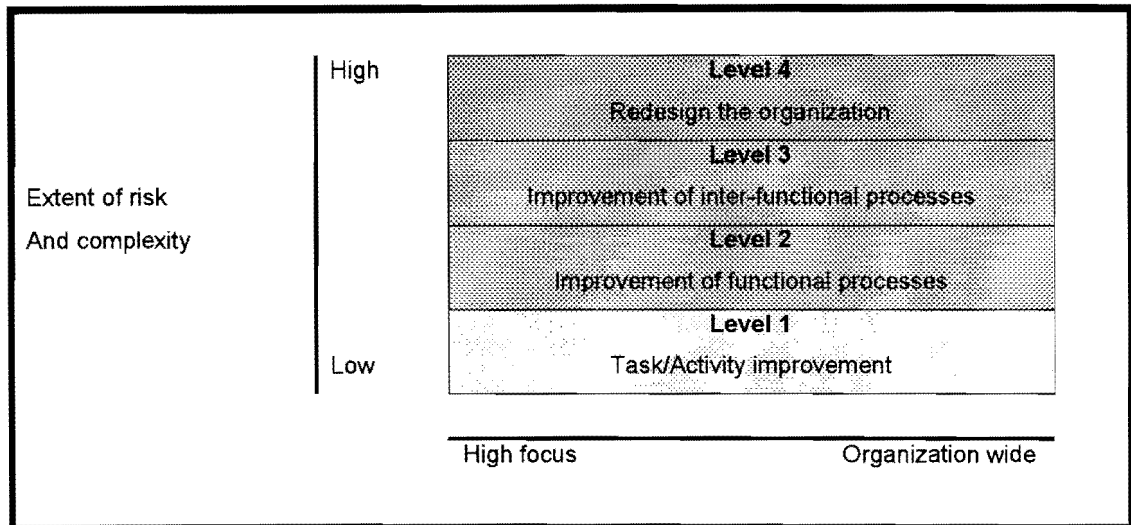 High
Level 4
Redesign the organization
Level 3
Extent of risk
Improvement of inter-functional processes
And complexity
Level 2
Improvement of functional processes
Level 1
Low
Task/Activity improvement
High focus
Organization wide